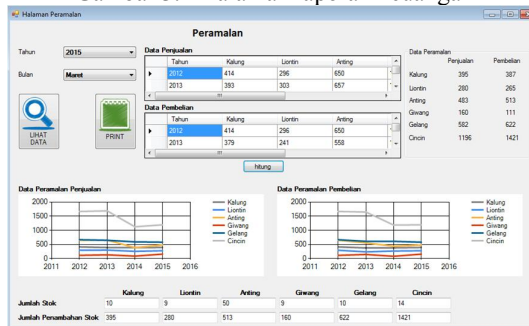 Halaman Peramalan
Peramalan
Tahun 2015
Bulan Maret
LIHAT DATA
PRINT
Data Penjualan
Tahun Kalung Liontin Anting
2012 414 296 650
2013 393 303 657
Data Pembelian
Tahun Kalung Liontin Anting
2012 414 296 650
2013 379 241 558
hitung
Data Peramalan
Penjualan Pembelian
Kalung 395 387
Liontin 280 265
Anting 483 513
Giwang 160 111
Gelang 582 622
Cincin 1196 1421
Data Peramalan Penjualan
2000
1500
1000
500
0
2011 2012 2013 2014 2015 2016
Kalung
Liontin
Anting
Giwang
Gelang
Cincin
Data Peramalan Pembelian
2000
1500
1000
500
0
2011 2012 2013 2014 2015 2016
Kalung
Liontin
Anting
Giwang
Gelang
Cincin
Kalung Liontin Anting Giwang Gelang Cincin
Jumlah Stok 10 9 50 9 10 14
Jumlah Penambahan Stok 395 280 513 160 622 1421